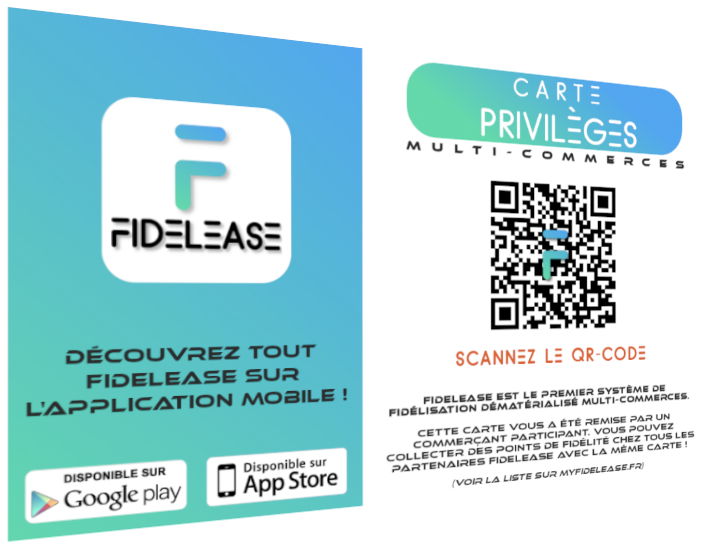 FIDELEASE
DÉCOUVREZ TOUT
FIDELEASE SUR
L'APPLICATION MOBILE !
DISPONIBLE SUR
Google play
Disponible sur
App Store
CARTE
PRIVILÈGES
MULTI-COMMERCES
SCANNEZ LE QR-CODE
FIDELEASE EST LE PREMIER SYSTÈME DE
FIDÉLISATION DÉMATÉRIALISÉ MULTI-COMMERCES.
CETTE CARTE VOUS A ÉTÉ REMISE PAR UN
COMMERÇANT PARTICIPANT. VOUS POUVEZ
COLLECTER DES POINTS DE FIDÉLITÉ CHEZ TOUS LES
PARTENAIRES FIDELEASE AVEC LA MÊME CARTE !
(VOIR LA LISTE SUR MYFIDELEASE.FR)